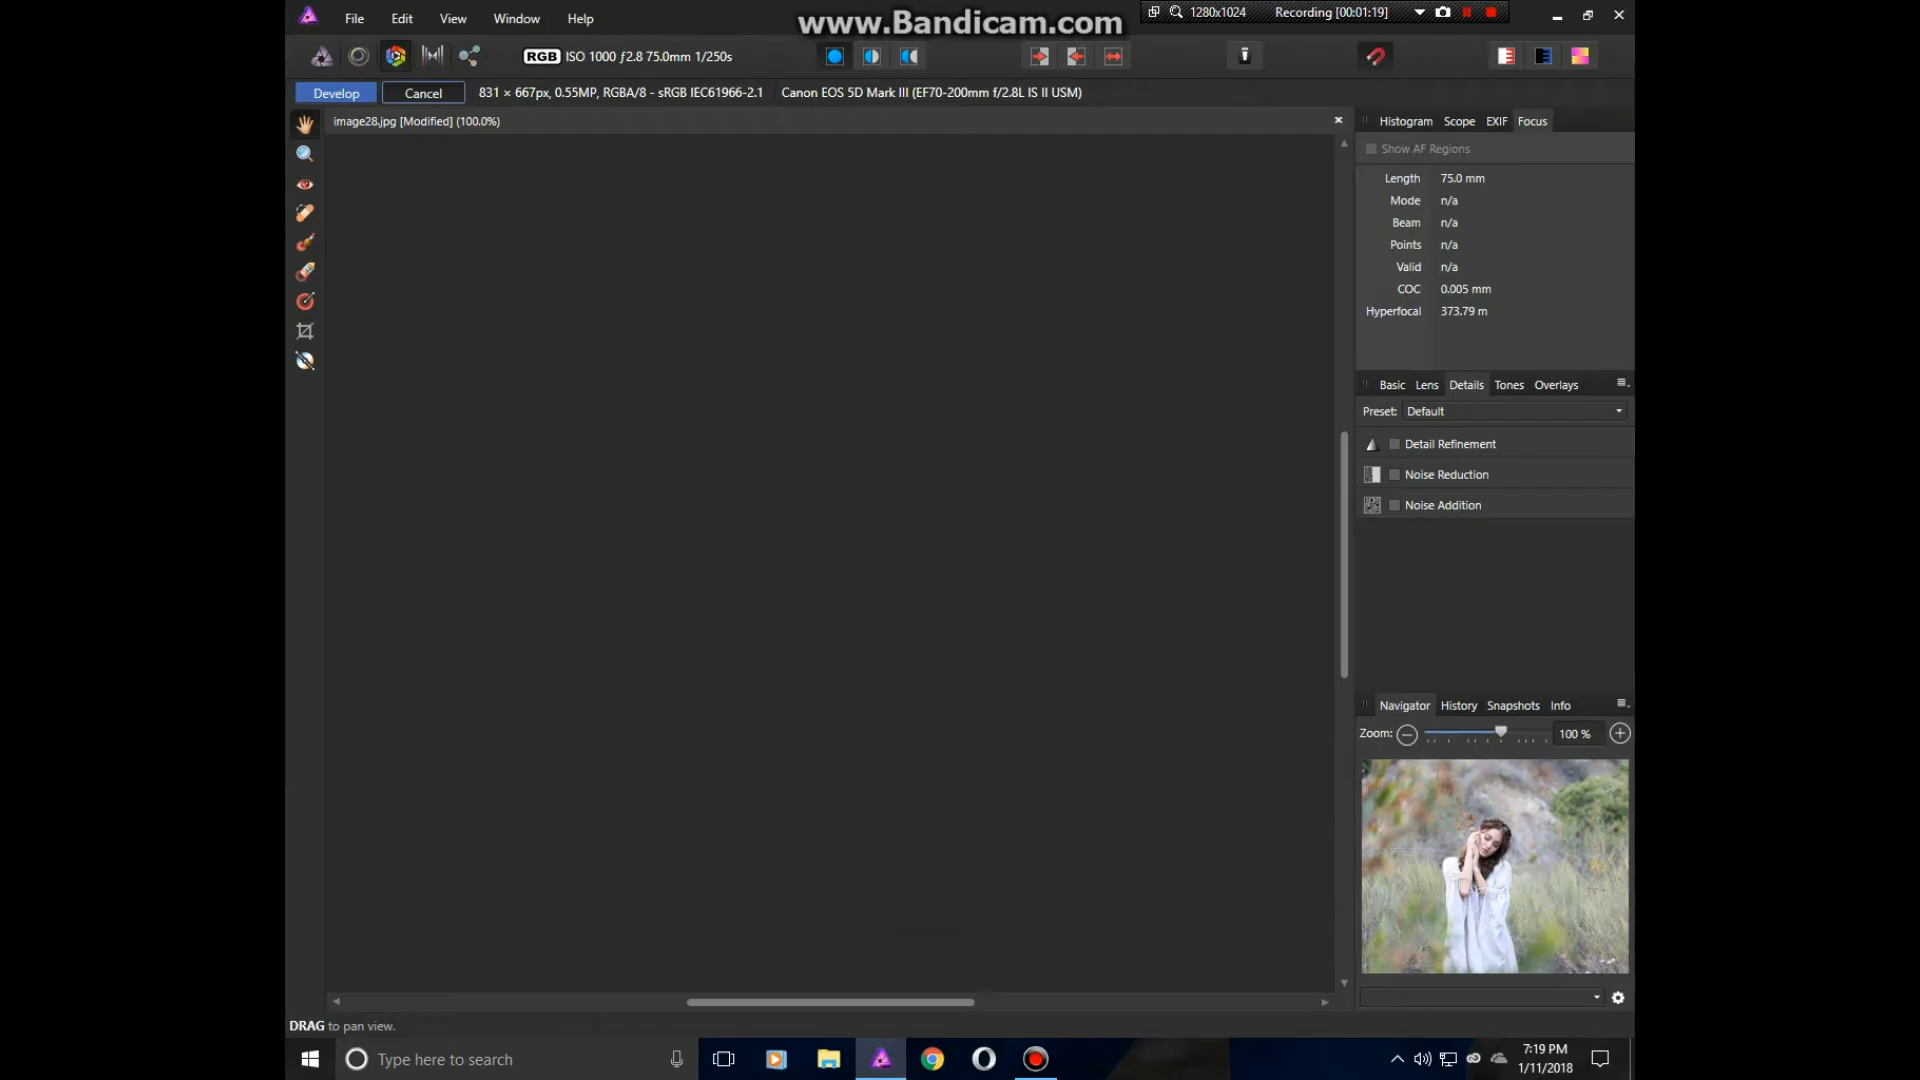 File Edit View Window Help
www.Bandicam.com
1280x1024 Recording [00:01:19]
RGB ISO 1000 ƒ2.8 75.0mm 1/250s
Develop Cancel 831 × 667px, 0.55MP, RGBA/8 - sRGB IEC61966-2.1 Canon EOS 5D Mark III (EF70-200mm f/2.8L IS II USM)
image28.jpg [Modified] (100.0%)
Histogram Scope EXIF Focus
Show AF Regions
Length 75.0 mm
Mode n/a
Beam n/a
Points n/a
Valid n/a
COC 0.005 mm
Hyperfocal 373.79 m
Basic Lens Details Tones Overlays
Preset: Default
Detail Refinement
Noise Reduction
Noise Addition
Navigator History Snapshots Info
Zoom: 100 %
DRAG to pan view.
Type here to search
7:19 PM
1/11/2018